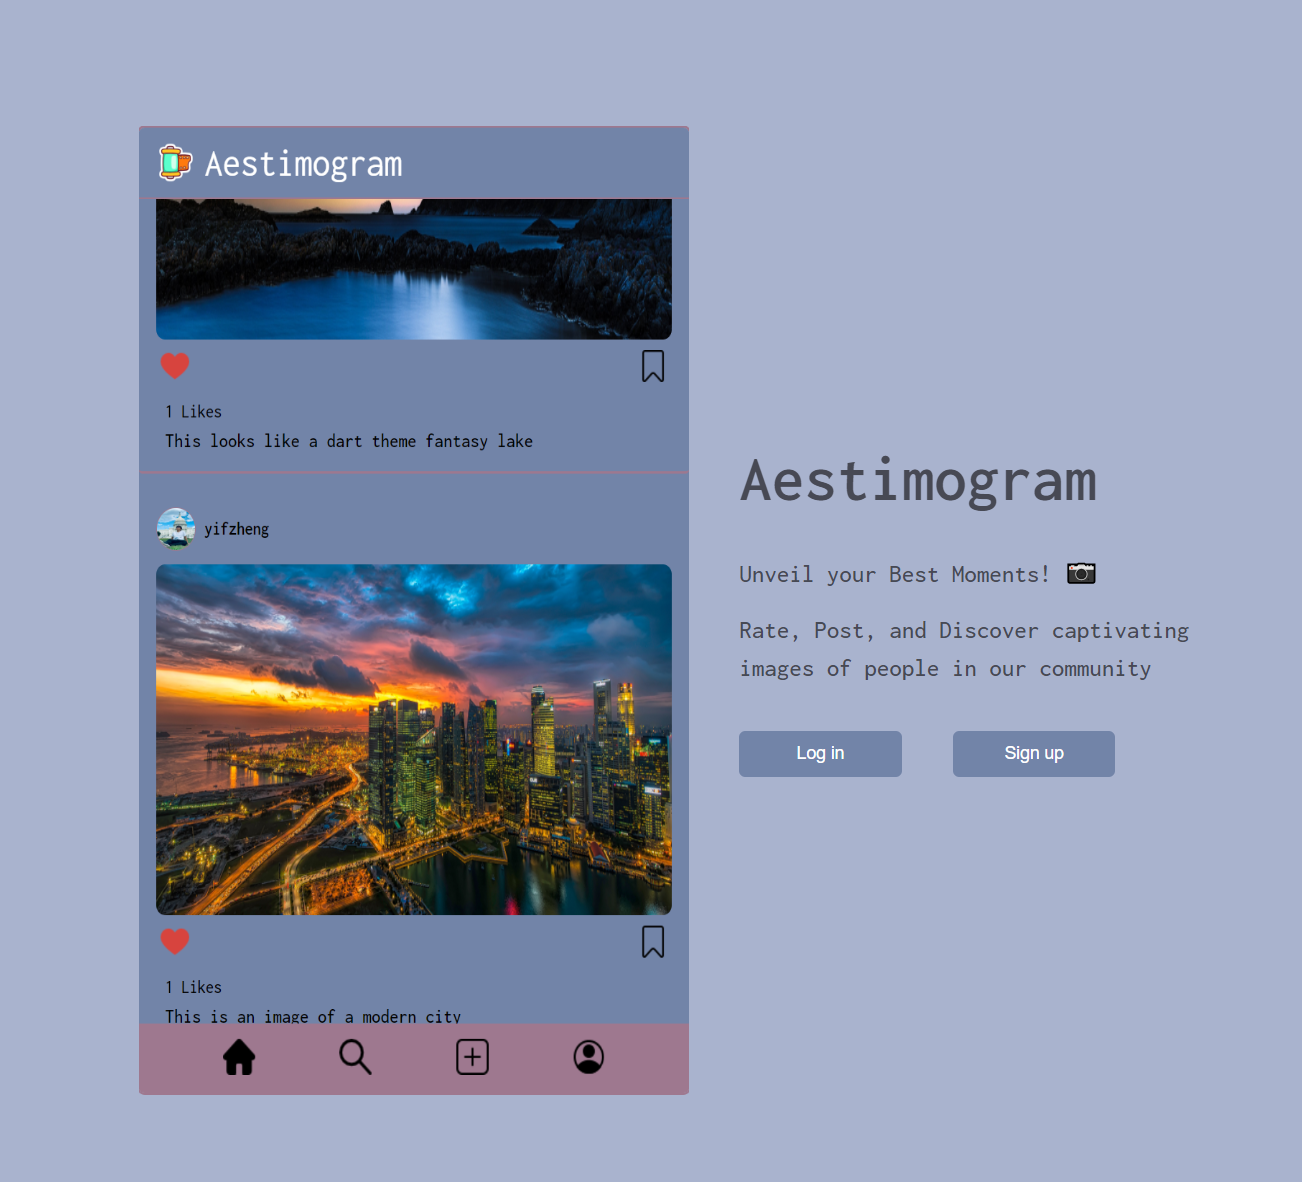 Aestimogram
1 Likes
This looks like a dart theme fantasy lake
yifzheng
1 Likes
This is an image of a modern city
Aestimogram
Unveil your Best Moments!
Rate, Post, and Discover captivating
images of people in our community
Log in
Sign up